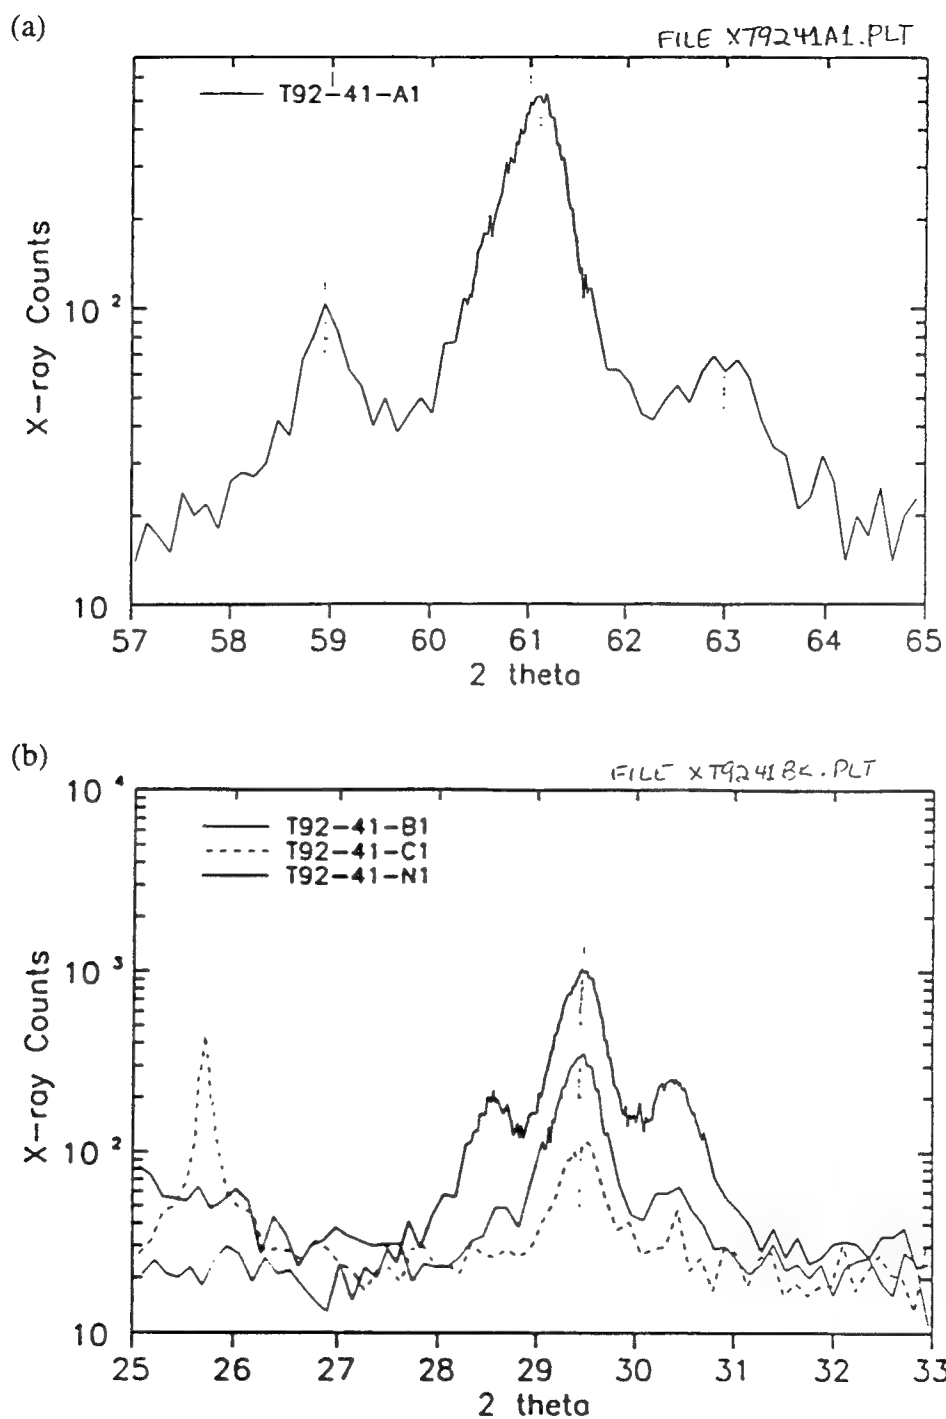 (a)
FILE XT9241A1.PLT
T92-41-A1
X-ray Counts
10²
10
57 58 59 60 61 62 63 64 65
2 theta
(b)
FILE XT9241BK.PLT
T92-41-B1
T92-41-C1
T92-41-N1
X-ray Counts
10⁴
10³
10²
10
25 26 27 28 29 30 31 32 33
2 theta